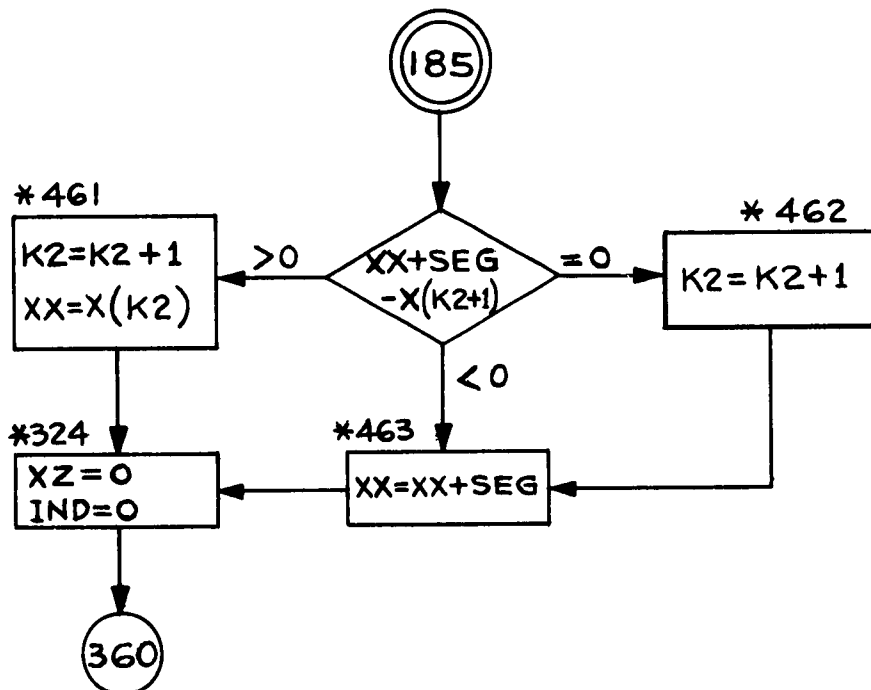 185
*461
K2=K2+1
XX=X(K2)
>0
XX+SEG
-X(K2+1)
=0
*462
K2=K2+1
<0
*324
XZ=0
IND=0
*463
XX=XX+SEG
360